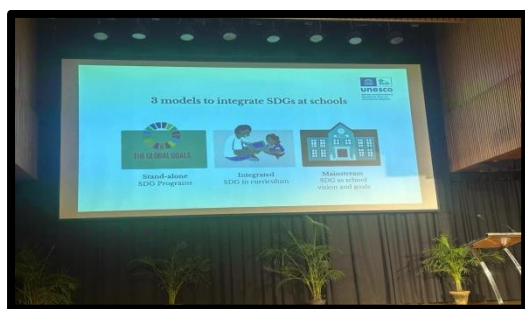 unesco
3 models to integrate SDGs at schools
THE GLOBAL GOALS
Stand-alone
SDG Programs
Integrated
SDG in curriculum
Mainstream
SDG as school
vision and goals